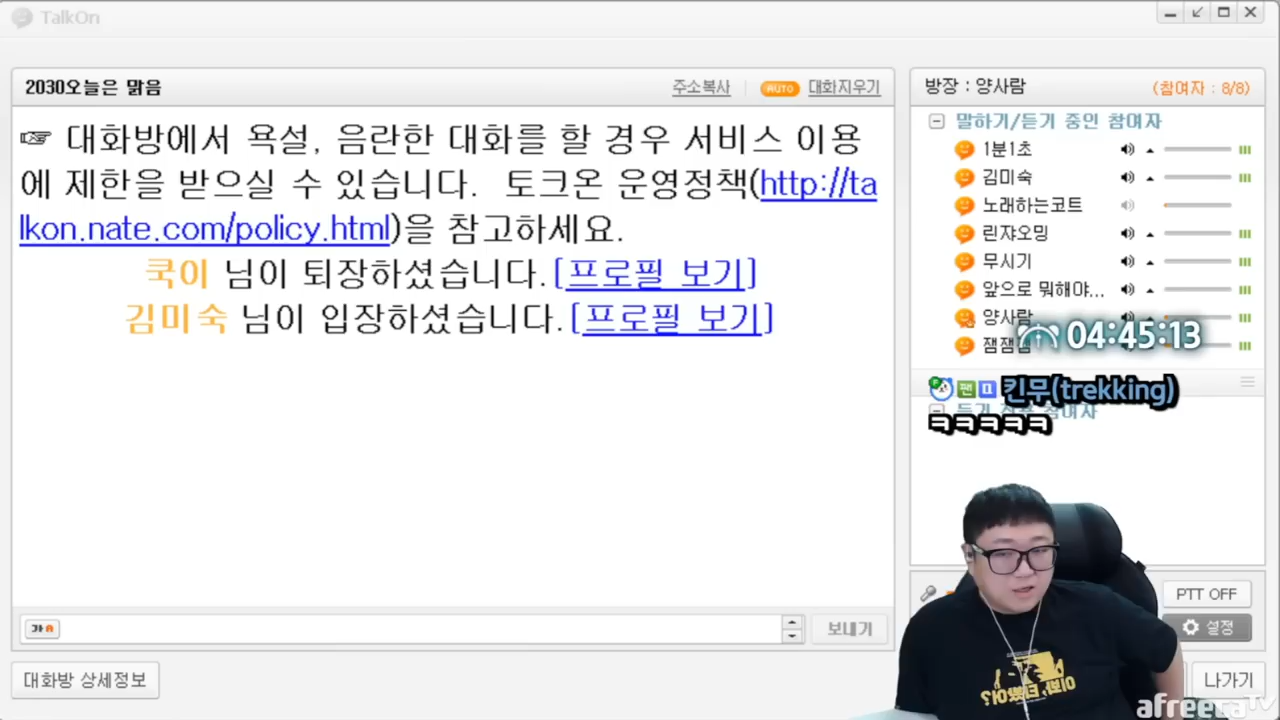 TalkOn
2030오늘은 맑음
주소복사
AUTO 대화지우기
☞ 대화방에서 욕설, 음란한 대화를 할 경우 서비스 이용
에 제한을 받으실 수 있습니다. 토크온 운영정책(http://ta
lkon.nate.com/policy.html)을 참고하세요.
쿡이 님이 퇴장하셨습니다.[프로필 보기]
김미숙 님이 입장하셨습니다.[프로필 보기]
가
보내기
대화방 상세정보
방장 : 양사람 (참여자 : 8/8)
말하기/듣기 중인 참여자
1분1초
김미숙
노래하는코트
린쟈오밍
무시기
앞으로 뭐해야...
양사람
04:45:13
팬 킨무(trekking)
ㅋㅋㅋㅋㅋ
듣기 전용 참여자
PTT OFF
설정
나가기
afreecaTV